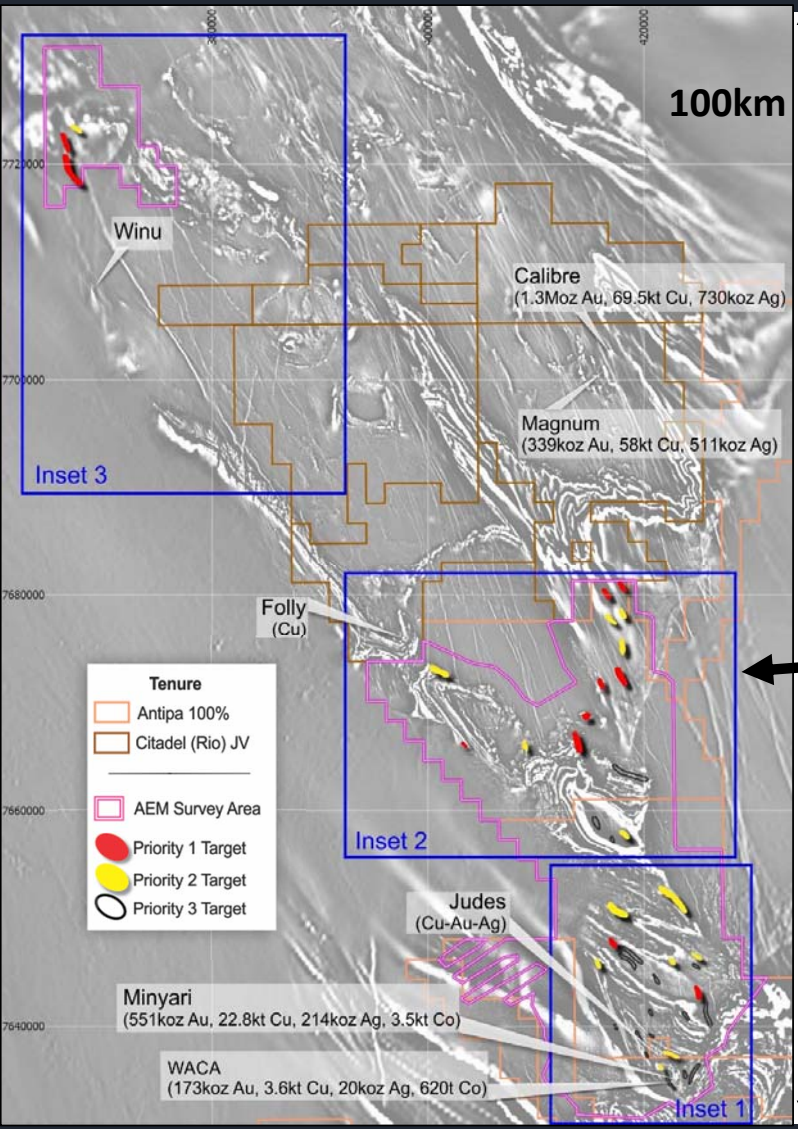 380000
400000
420000
100km
7720000
Winu
Calibre
(1.3Moz Au, 69.5kt Cu, 730koz Ag)
7700000
Magnum
(339koz Au, 58kt Cu, 511koz Ag)
Inset 3
7680000
Folly
(Cu)
Tenure
Antipa 100%
Citadel (Rio) JV
AEM Survey Area
Priority 1 Target
Priority 2 Target
Priority 3 Target
7660000
Inset 2
Judes
(Cu-Au-Ag)
Minyari
(551koz Au, 22.8kt Cu, 214koz Ag, 3.5kt Co)
7640000
WACA
(173koz Au, 3.6kt Cu, 20koz Ag, 620t Co)
Inset 1